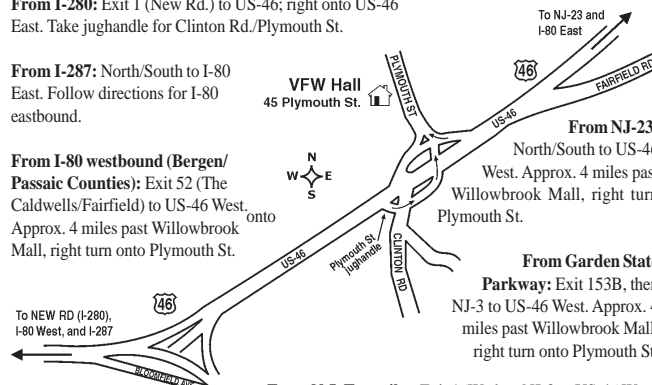 From I-280: Exit 1 (New Rd.) to US-46; right onto US-46
East. Take jughandle for Clinton Rd./Plymouth St.
From I-287: North/South to I-80
East. Follow directions for I-80
eastbound.
From I-80 westbound (Bergen/
Passaic Counties): Exit 52 (The
Caldwells/Fairfield) to US-46 West.
onto
Approx. 4 miles past Willowbrook
Mall, right turn onto Plymouth St.
To NEW RD (I-280),
I-80 West, and I-287
46
BLOOMFIELD AVE
US-46
Plymouth St.
jughandle
CLINTON RD
N
W E
S
VFW Hall
45 Plymouth St.
PLYMOUTH ST
46
US-46
To NJ-23 and
I-80 East
FAIRFIELD RD
From NJ-23:
North/South to US-46
West. Approx. 4 miles past
Willowbrook Mall, right turn
Plymouth St.
From Garden State
Parkway: Exit 153B, then
NJ-3 to US-46 West. Approx. 4
miles past Willowbrook Mall,
right turn onto Plymouth St.